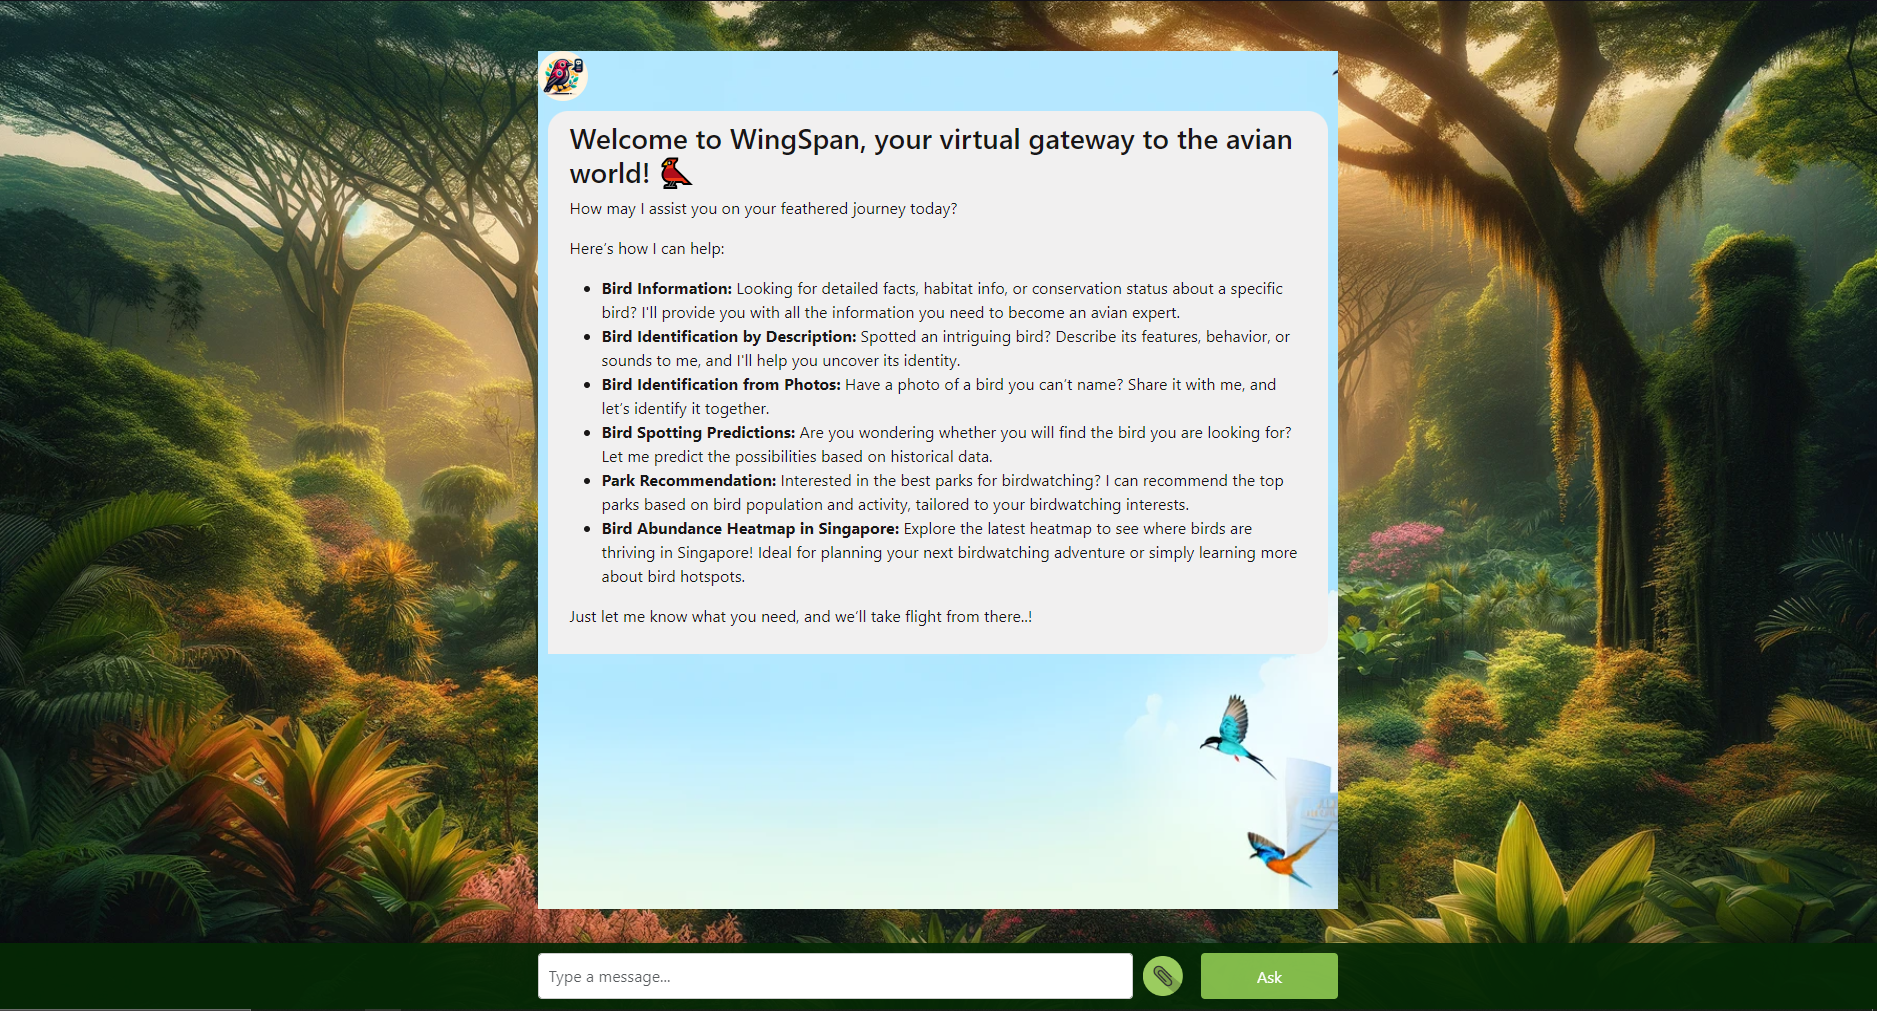 Welcome to WingSpan, your virtual gateway to the avian
world!
How may I assist you on your feathered journey today?
Here's how I can help:
Bird Information: Looking for detailed facts, habitat info, or conservation status about a specific
bird? I'll provide you with all the information you need to become an avian expert.
Bird Identification by Description: Spotted an intriguing bird? Describe its features, behavior, or
sounds to me, and I'll help you uncover its identity.
Bird Identification from Photos: Have a photo of a bird you can't name? Share it with me, and
let's identify it together.
Bird Spotting Predictions: Are you wondering whether you will find the bird you are looking for?
Let me predict the possibilities based on historical data.
Park Recommendation: Interested in the best parks for birdwatching? I can recommend the top
parks based on bird population and activity, tailored to your birdwatching interests.
Bird Abundance Heatmap in Singapore: Explore the latest heatmap to see where birds are
thriving in Singapore! Ideal for planning your next birdwatching adventure or simply learning more
about bird hotspots.
Just let me know what you need, and we'll take flight from there..!
Type a message...
Ask